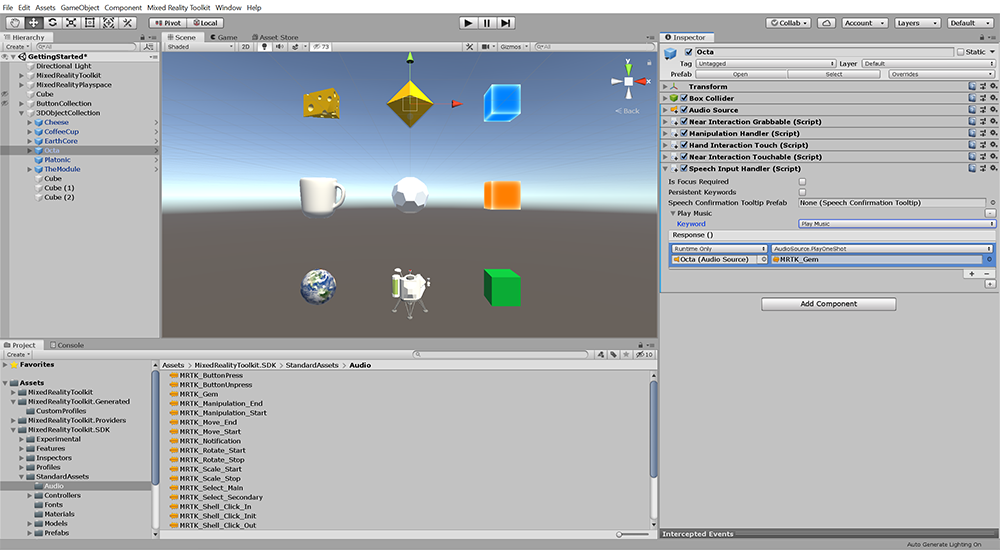 File Edit Assets GameObject Component Mixed Reality Toolkit Window Help
Pivot Local Collab Account Layers Default
Hierarchy
Create All
GettingStarted*
Directional Light
MixedRealityToolkit
MixedRealityPlayspace
Cube
ButtonCollection
3DObjectCollection
Cheese
CoffeeCup
EarthCore
Octa
Platonic
TheModule
Cube
Cube (1)
Cube (2)
Scene Game Asset Store
Shaded 2D 73 Gizmos All
y
x
Back
Inspector
Octa Static
Tag Untagged Layer Default
Prefab Open Select Overrides
Transform
Box Collider
Audio Source
Near Interaction Grabbable (Script)
Manipulation Handler (Script)
Hand Interaction Touch (Script)
Near Interaction Touchable (Script)
Speech Input Handler (Script)
Is Focus Required
Persistent Keywords
Speech Confirmation Tooltip Prefab None (Speech Confirmation Tooltip)
Play Music
Keyword Play Music
Response ()
Runtime Only AudioSource.PlayOneShot
Octa (Audio Source) MRTK_Gem
Add Component
Intercepted Events
Project Console
Create 10
Favorites
Assets
MixedRealityToolkit
MixedRealityToolkit.Generated
CustomProfiles
MixedRealityToolkit.Providers
MixedRealityToolkit.SDK
Experimental
Features
Inspectors
Profiles
StandardAssets
Audio
Controllers
Fonts
Materials
Models
Prefabs
Assets MixedRealityToolkit.SDK StandardAssets Audio
MRTK_ButtonPress
MRTK_ButtonUnpress
MRTK_Gem
MRTK_Manipulation_End
MRTK_Manipulation_Start
MRTK_Move_End
MRTK_Move_Start
MRTK_Notification
MRTK_Rotate_Start
MRTK_Rotate_Stop
MRTK_Scale_Start
MRTK_Scale_Stop
MRTK_Select_Main
MRTK_Select_Secondary
MRTK_Shell_Click_In
MRTK_Shell_Click_Init
MRTK_Shell_Click_Out
Auto Generate Lighting On